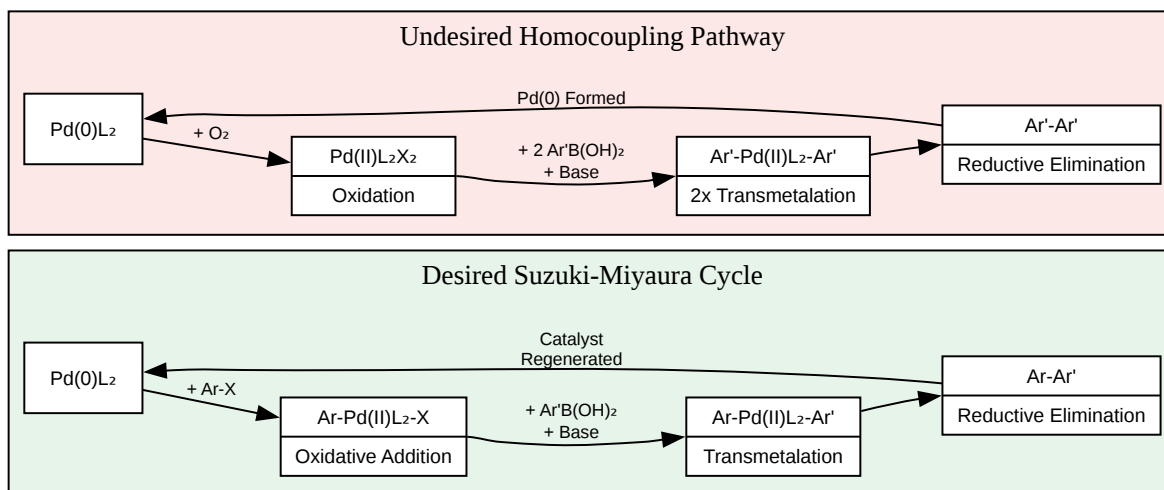 Undesired Homocoupling Pathway
Pd(0) Formed
Pd(0)L₂
+ O₂
Pd(II)L₂X₂
Oxidation
+ 2 Ar'B(OH)₂
+ Base
Ar'-Pd(II)L₂-Ar'
2x Transmetalation
Ar'-Ar'
Reductive Elimination
Desired Suzuki-Miyaura Cycle
Catalyst
Regenerated
Pd(0)L₂
+ Ar-X
Ar-Pd(II)L₂-X
Oxidative Addition
+ Ar'B(OH)₂
+ Base
Ar-Pd(II)L₂-Ar'
Transmetalation
Ar-Ar'
Reductive Elimination